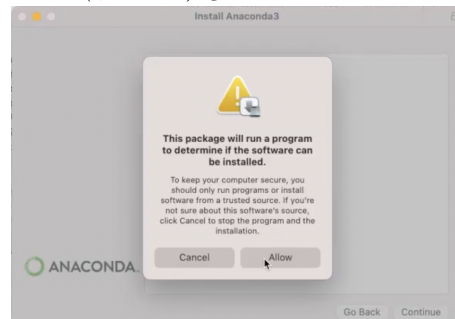 Install Anaconda3
This package will run a program
to determine if the software can
be installed.
To keep your computer secure, you
should only run programs or install
software from a trusted source. If you're
not sure about this software's source,
click Cancel to stop the program and the
installation.
Cancel
Allow
ANACONDA.
Go Back
Continue